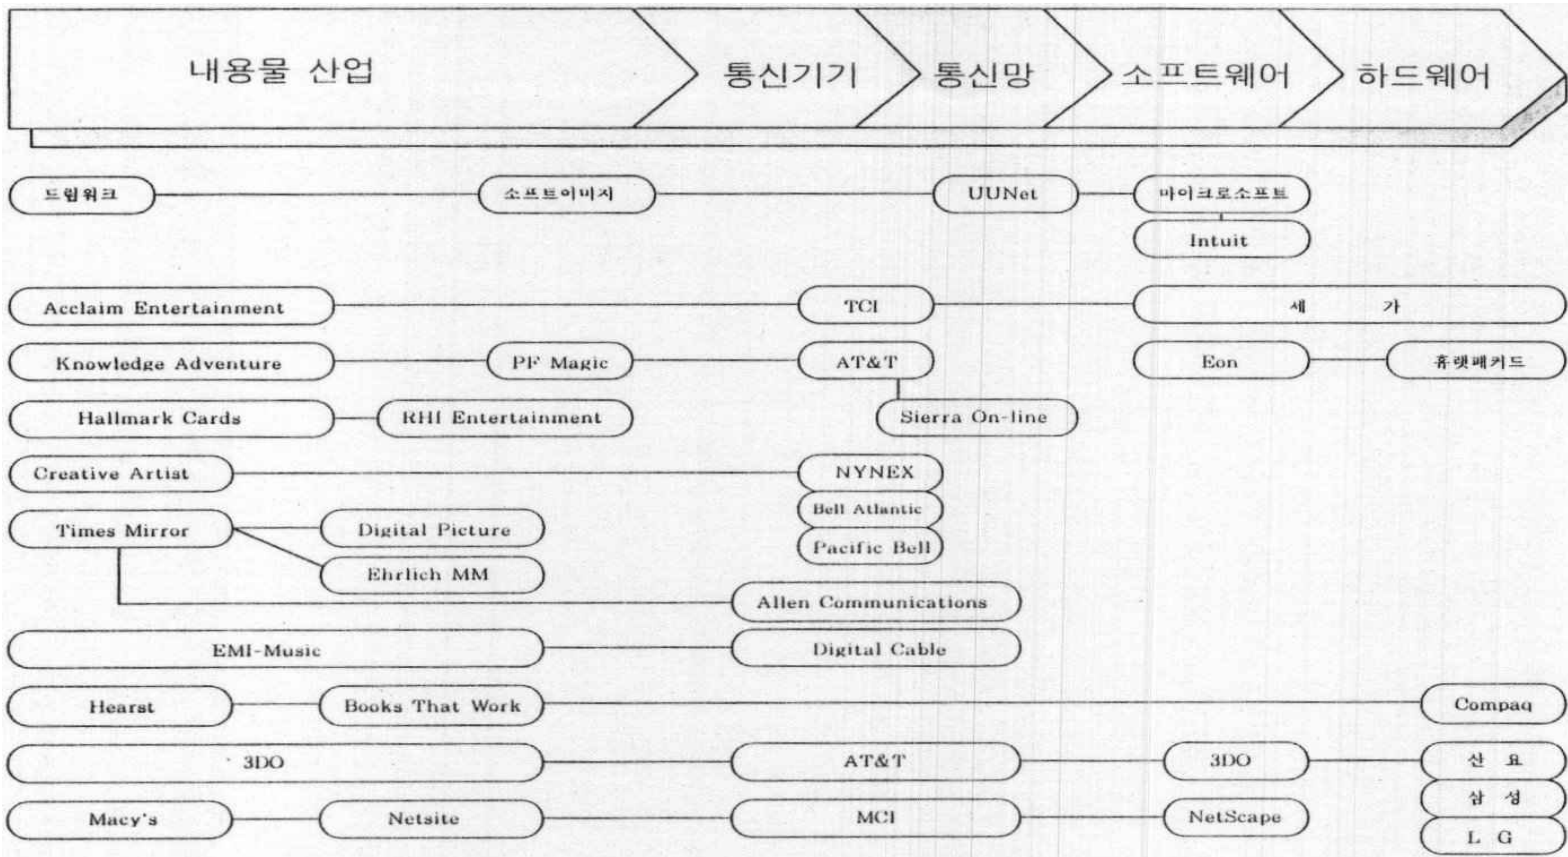 내용물 산업 통신기기 통신망 소프트웨어 하드웨어
드림워크 소프트이미지 UUNet 마이크로소프트
Intuit
Acclaim Entertainment TCI 세 가
Knowledge Adventure PF Magic AT&T Eon 휴렛패커드
Hallmark Cards RHI Entertainment Sierra On-line
Creative Artist NYNEX
Bell Atlantic
Times Mirror Digital Picture
Pacific Bell
Ehrlich MM
Allen Communications
EMI-Music Digital Cable
Hearst Books That Work Compaq
3DO AT&T 3DO 산 요
삼 성
Macy's Netsite MCI NetScape
L G